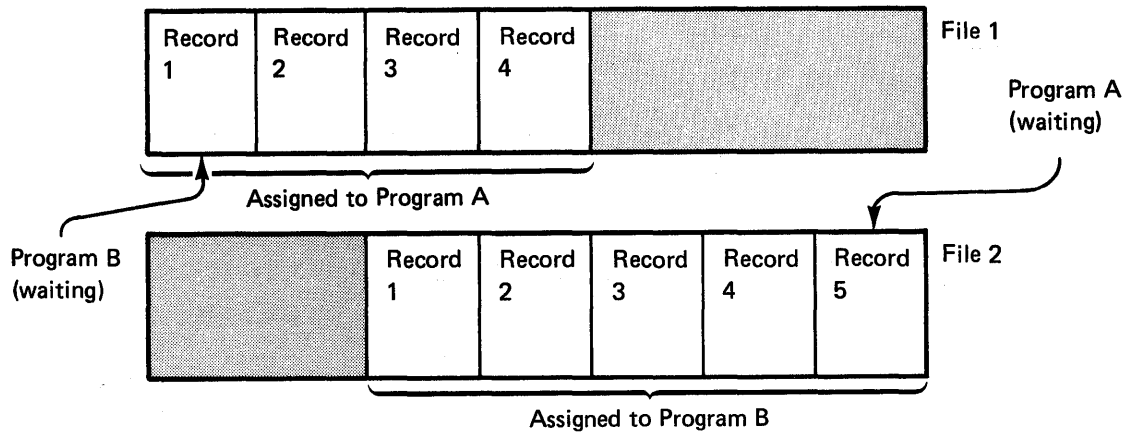 Record 1
Record 2
Record 3
Record 4
File 1
Program A
(waiting)
Assigned to Program A
Program B
(waiting)
Record 1
Record 2
Record 3
Record 4
Record 5
File 2
Assigned to Program B